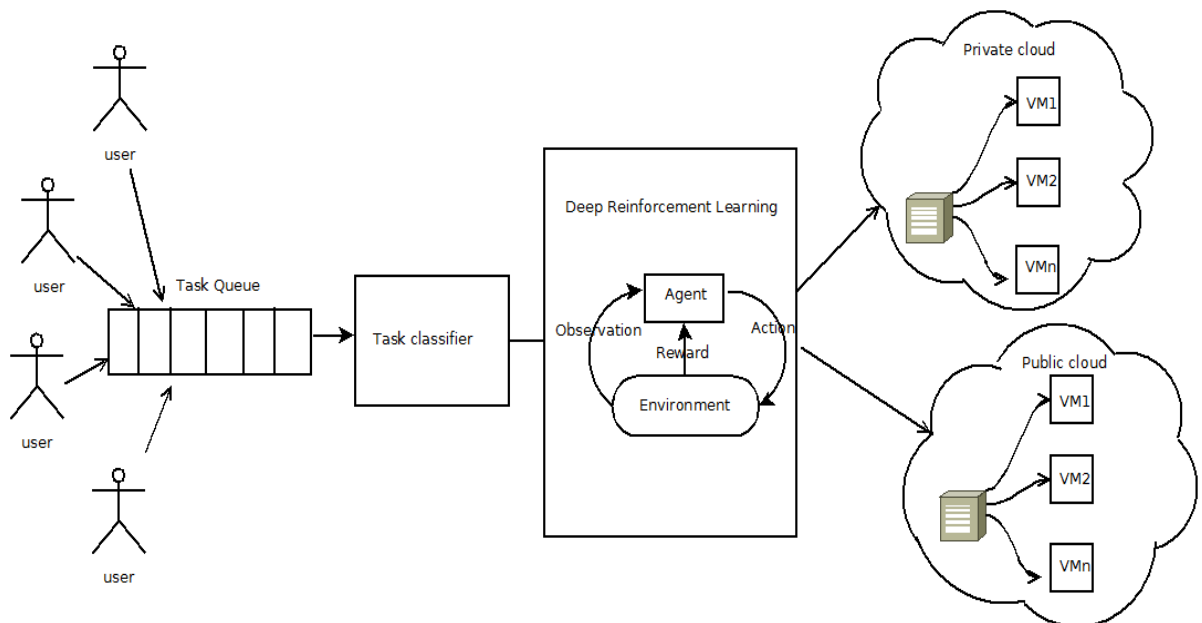 user
user
user
user
Task Queue
Task classifier
Deep Reinforcement Learning
Agent
Observation
Action
Reward
Environment
Private cloud
VM1
VM2
VMn
Public cloud
VM1
VM2
VMn